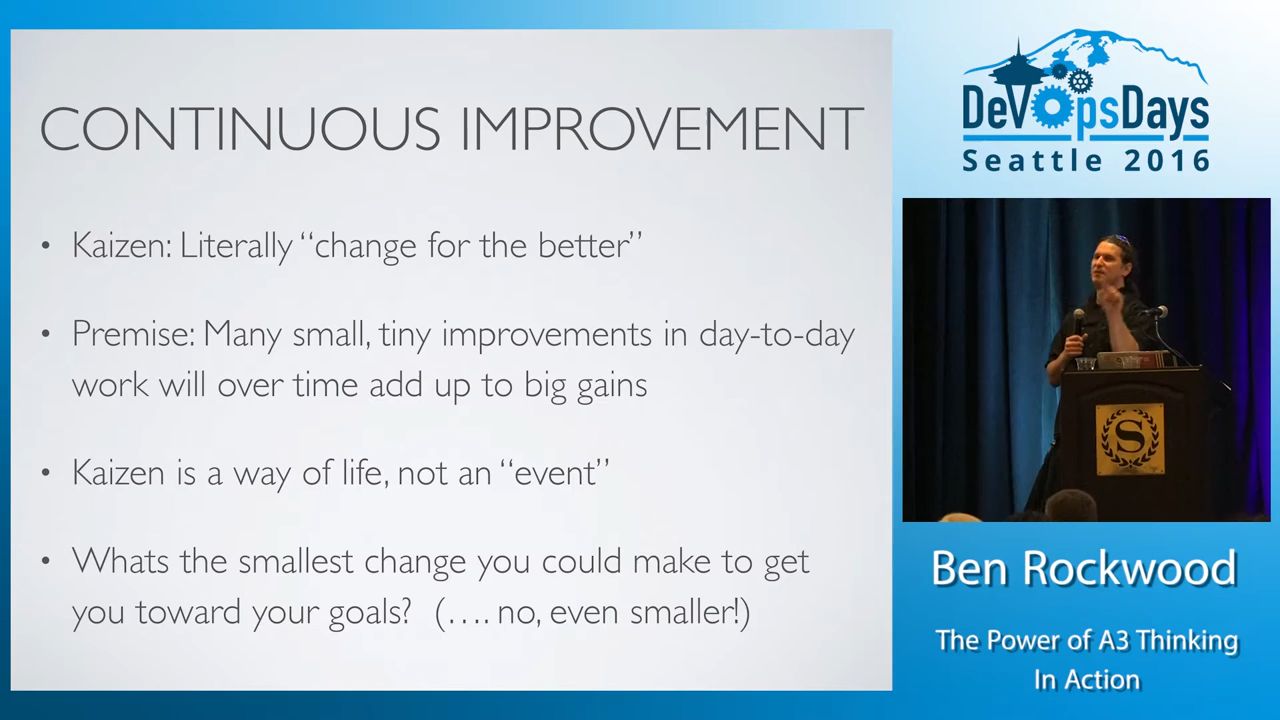 CONTINUOUS IMPROVEMENT
• Kaizen: Literally “change for the better”
• Premise: Many small, tiny improvements in day-to-day
work will over time add up to big gains
• Kaizen is a way of life, not an “event”
• Whats the smallest change you could make to get
you toward your goals? (.... no, even smaller!)
DevOpsDays
Seattle 2016
S
Ben Rockwood
The Power of A3 Thinking
In Action